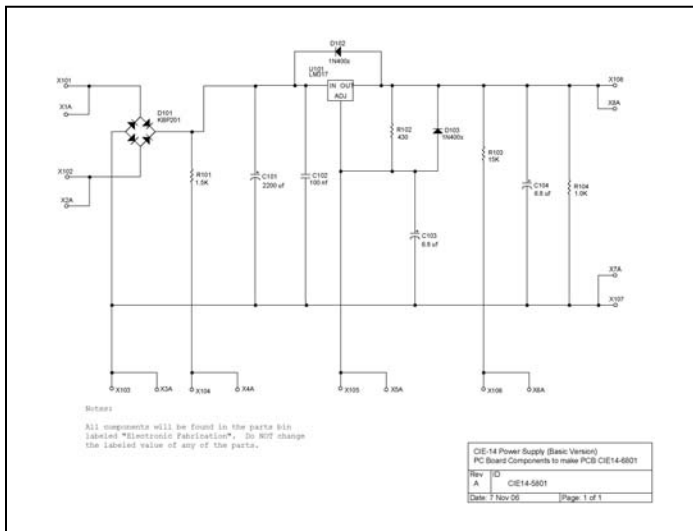 D102
1N400s
U101
LM317
IN OUT
ADJ
X101
X1A
D101
KBP201
X102
X2A
R101
1.5K
C101
2200 uf
C102
100 nf
R102
430
D103
1N400s
C103
6.8 uf
R103
15K
C104
6.8 uf
R104
1.0K
X108
X8A
X7A
X107
X103
X3A
X104
X4A
X105
X5A
X106
X6A
Notes:
All components will be found in the parts bin
labeled "Electronic Fabrication". Do NOT change
the labeled value of any of the parts.
CIE-14 Power Supply (Basic Version)
PC Board Components to make PCB CIE14-6801
Rev
A
ID
CIE14-5801
Date: 7 Nov 06
Page: 1 of 1